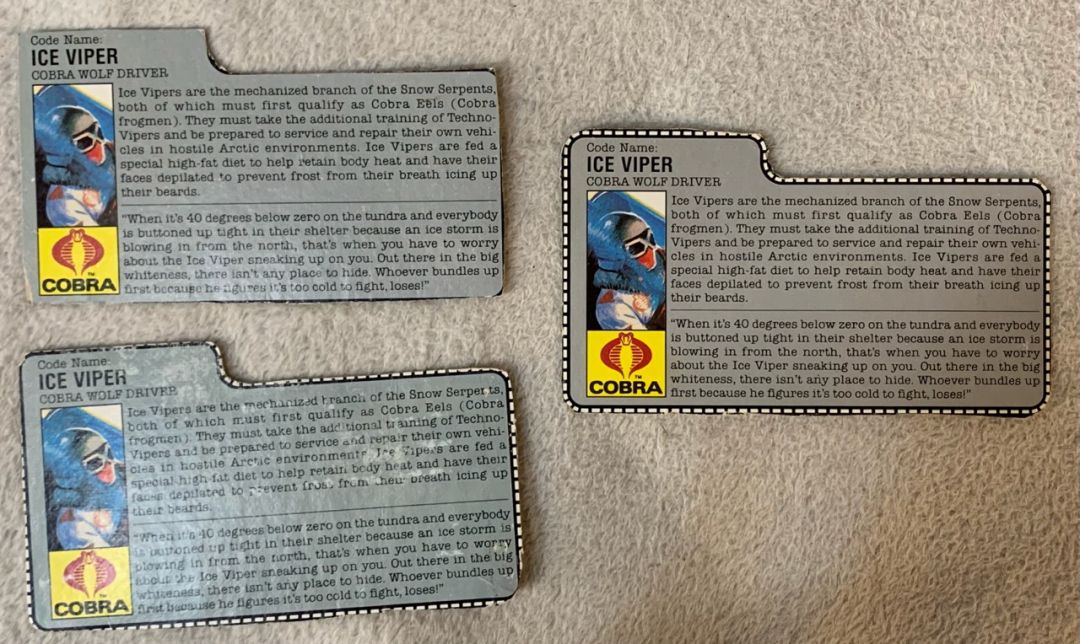 Code Name:
ICE VIPER
COBRA WOLF DRIVER
Ice Vipers are the mechanized branch of the Snow Serpents,
both of which must first qualify as Cobra Eels (Cobra
frogmen). They must take the additional training of Techno-
Vipers and be prepared to service and repair their own vehi-
cles in hostile Arctic environments. Ice Vipers are fed a
special high-fat diet to help retain body heat and have their
faces depilated to prevent frost from their breath icing up
their beards.
"When it's 40 degrees below zero on the tundra and everybody
is buttoned up tight in their shelter because an ice storm is
blowing in from the north, that's when you have to worry
about the Ice Viper sneaking up on you. Out there in the big
whiteness, there isn't any place to hide. Whoever bundles up
first because he figures it's too cold to fight, loses!"
TM
COBRA
Code Name:
ICE VIPER
COBRA WOLF DRIVER
Ice Vipers are the mechanized branch of the Snow Serpents,
both of which must first qualify as Cobra Eels (Cobra
frogmen). They must take the additional training of Techno-
Vipers and be prepared to service and repair their own vehi-
cles in hostile Arctic environments. Ice Vipers are fed a
special high-fat diet to help retain body heat and have their
faces depilated to prevent frost from their breath icing up
their beards.
"When it's 40 degrees below zero on the tundra and everybody
is buttoned up tight in their shelter because an ice storm is
blowing in from the north, that's when you have to worry
about the Ice Viper sneaking up on you. Out there in the big
whiteness, there isn't any place to hide. Whoever bundles up
first because he figures it's too cold to fight, loses!"
TM
COBRA
Code Name:
ICE VIPER
COBRA WOLF DRIVER
Ice Vipers are the mechanized branch of the Snow Serpents,
both of which must first qualify as Cobra Eels (Cobra
frogmen). They must take the additional training of Techno-
Vipers and be prepared to service and repair their own vehi-
cles in hostile Arctic environments. Ice Vipers are fed a
special high-fat diet to help retain body heat and have their
faces depilated to prevent frost from their breath icing up
their beards.
"When it's 40 degrees below zero on the tundra and everybody
is buttoned up tight in their shelter because an ice storm is
blowing in from the north, that's when you have to worry
about the Ice Viper sneaking up on you. Out there in the big
whiteness, there isn't any place to hide. Whoever bundles up
first because he figures it's too cold to fight, loses!"
TM
COBRA